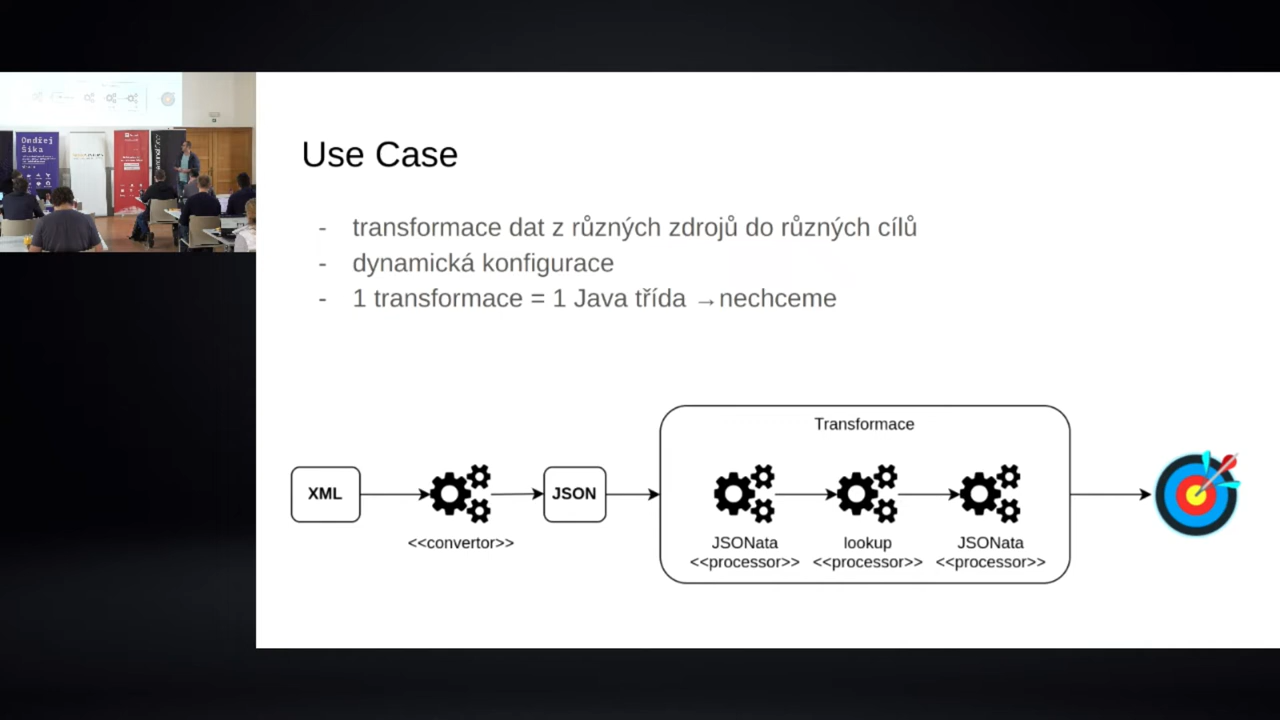 Ondřej
Šika
Use Case
- transformace dat z různých zdrojů do různých cílů
- dynamická konfigurace
- 1 transformace = 1 Java třída →nechceme
Transformace
XML
JSON
<<convertor>>
JSONata
<<processor>>
lookup
<<processor>>
JSONata
<<processor>>